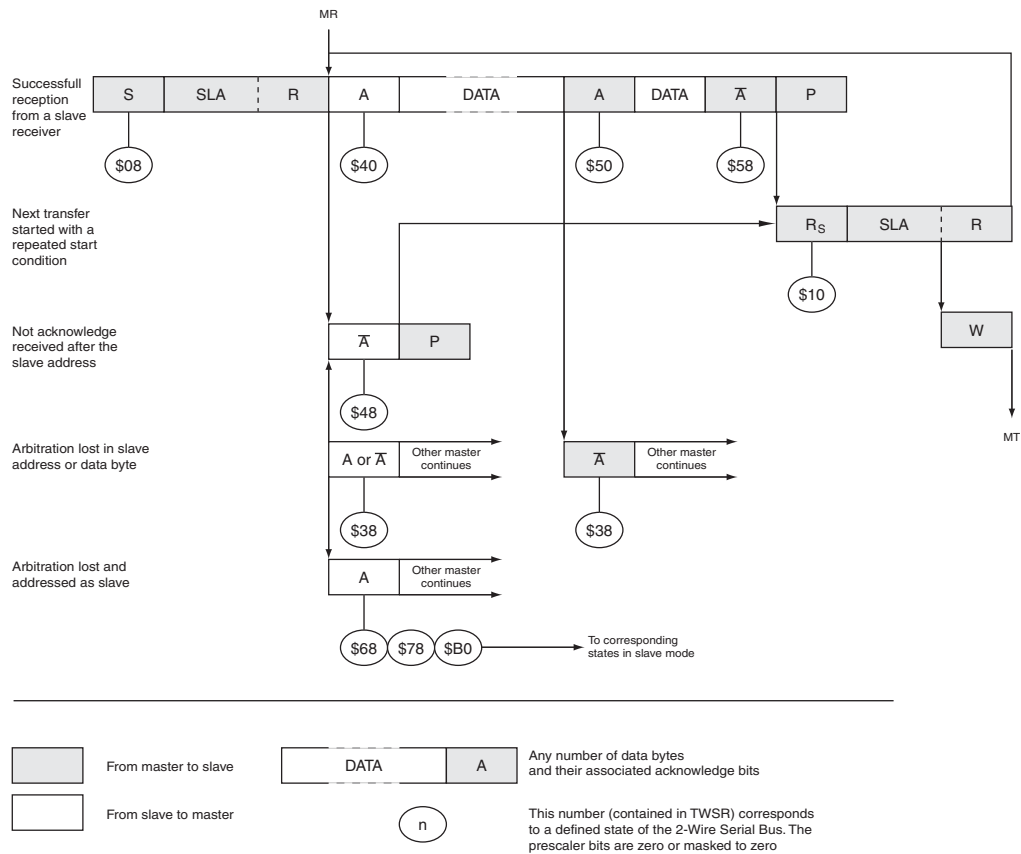 MR
Successfull
reception
from a slave
receiver
S SLA R A DATA A DATA A̅ P
$08 $40 $50 $58
Next transfer
started with a
repeated start
condition
RS SLA R
$10
Not acknowledge
received after the
slave address
A̅ P
W
$48
MT
Arbitration lost in slave
address or data byte
A or A̅
Other master
continues
A̅
Other master
continues
$38 $38
Arbitration lost and
addressed as slave
A
Other master
continues
$68 $78 $B0
To corresponding
states in slave mode
From master to slave
DATA A
Any number of data bytes
and their associated acknowledge bits
From slave to master
n
This number (contained in TWSR) corresponds
to a defined state of the 2-Wire Serial Bus. The
prescaler bits are zero or masked to zero